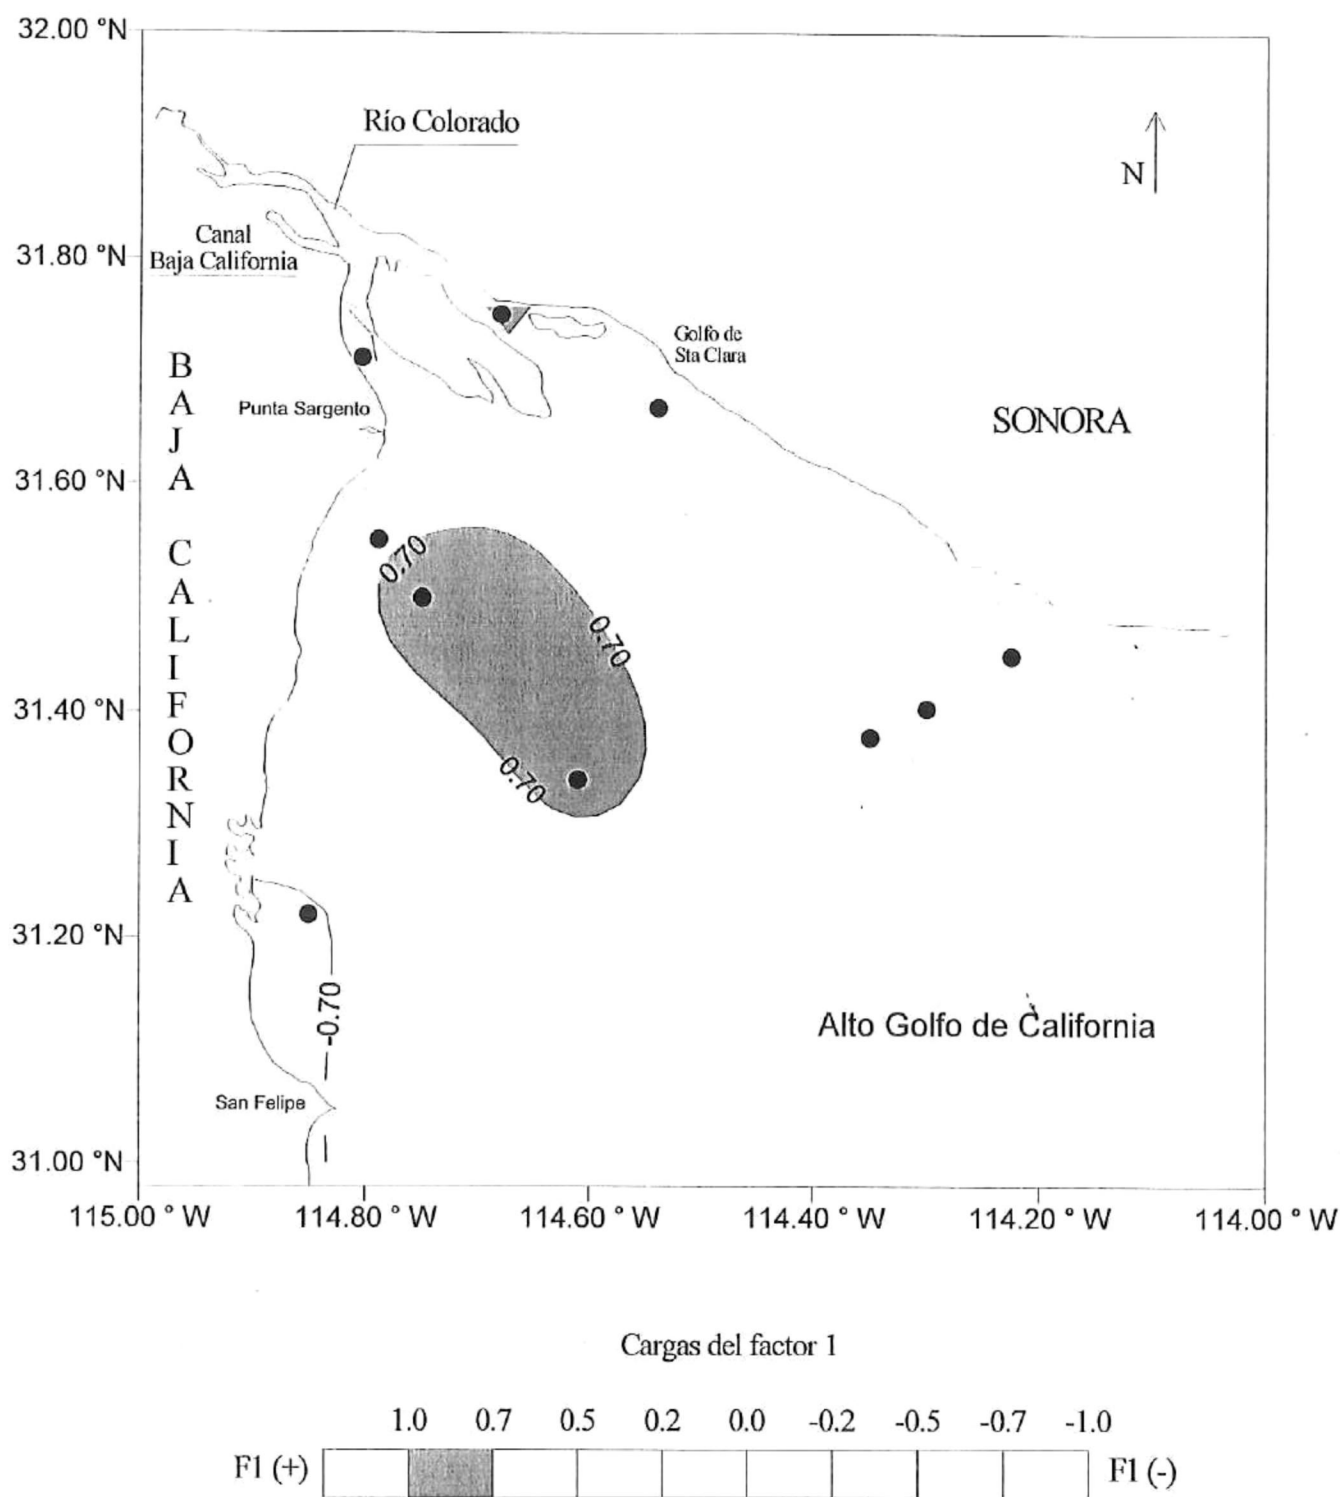 32.00 °N
Río Colorado
N
Canal
Baja California
31.80 °N
Golfo de
Sta Clara
BAJA CALIFORNIA
Punta Sargento
SONORA
31.60 °N
0.70
0.70
31.40 °N
0.70
31.20 °N
-0.70
Alto Golfo de California
San Felipe
31.00 °N
115.00 ° W
114.80 ° W
114.60 ° W
114.40 ° W
114.20 ° W
114.00 ° W
Cargas del factor 1
1.0 0.7 0.5 0.2 0.0 -0.2 -0.5 -0.7 -1.0
F1 (+)
F1 (-)